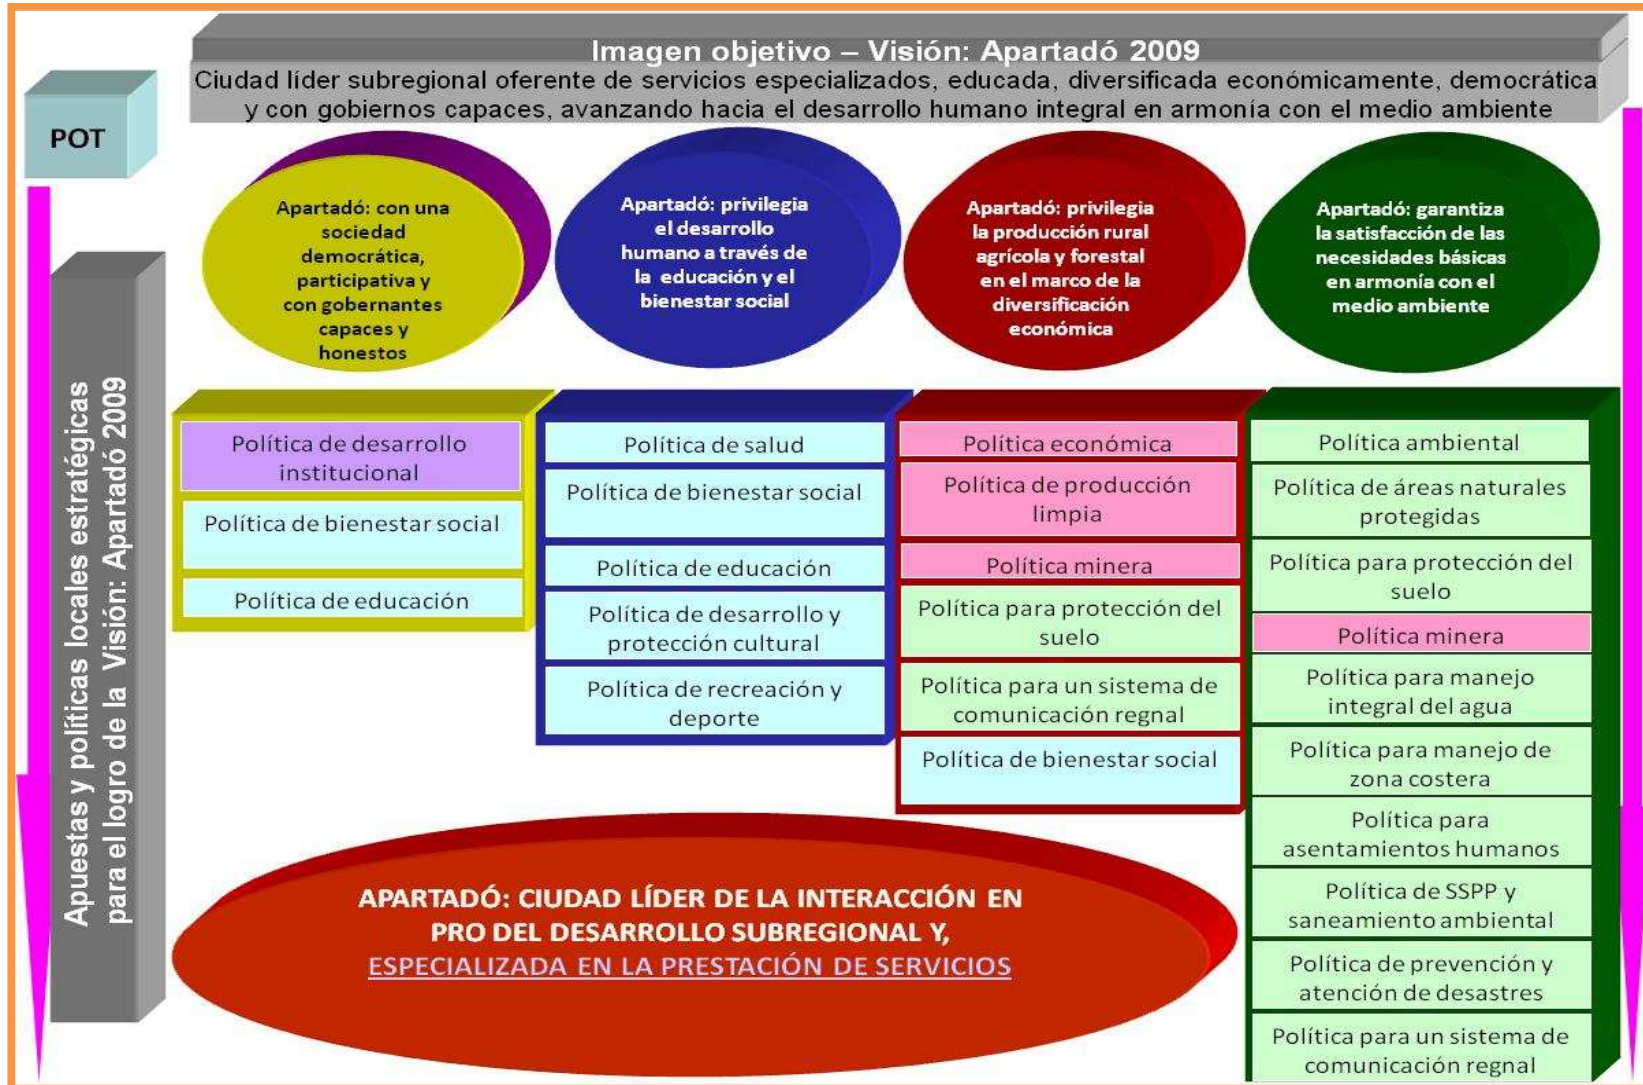 Imagen objetivo – Visión: Apartadó 2009
Ciudad líder subregional oferente de servicios especializados, educada, diversificada económicamente, democrática
y con gobiernos capaces, avanzando hacia el desarrollo humano integral en armonía con el medio ambiente
POT
Apuestas y políticas locales estratégicas
para el logro de la Visión: Apartadó 2009
Apartadó: con una
sociedad
democrática,
participativa y
con gobernantes
capaces y
honestos
Apartadó: privilegia
el desarrollo
humano a través de
la educación y el
bienestar social
Apartadó: privilegia
la producción rural
agrícola y forestal
en el marco de la
diversificación
económica
Apartadó: garantiza
la satisfacción de las
necesidades básicas
en armonía con el
medio ambiente
Política de desarrollo
institucional
Política de bienestar social
Política de educación
Política de salud
Política de bienestar social
Política de educación
Política de desarrollo y
protección cultural
Política de recreación y
deporte
Política económica
Política de producción
limpia
Política minera
Política para protección del
suelo
Política para un sistema de
comunicación regnal
Política de bienestar social
Política ambiental
Política de áreas naturales
protegidas
Política para protección del
suelo
Política minera
Política para manejo
integral del agua
Política para manejo de
zona costera
Política para
asentamientos humanos
Política de SSPP y
saneamiento ambiental
Política de prevención y
atención de desastres
Política para un sistema de
comunicación regnal
APARTADÓ: CIUDAD LÍDER DE LA INTERACCIÓN EN
PRO DEL DESARROLLO SUBREGIONAL Y,
ESPECIALIZADA EN LA PRESTACIÓN DE SERVICIOS